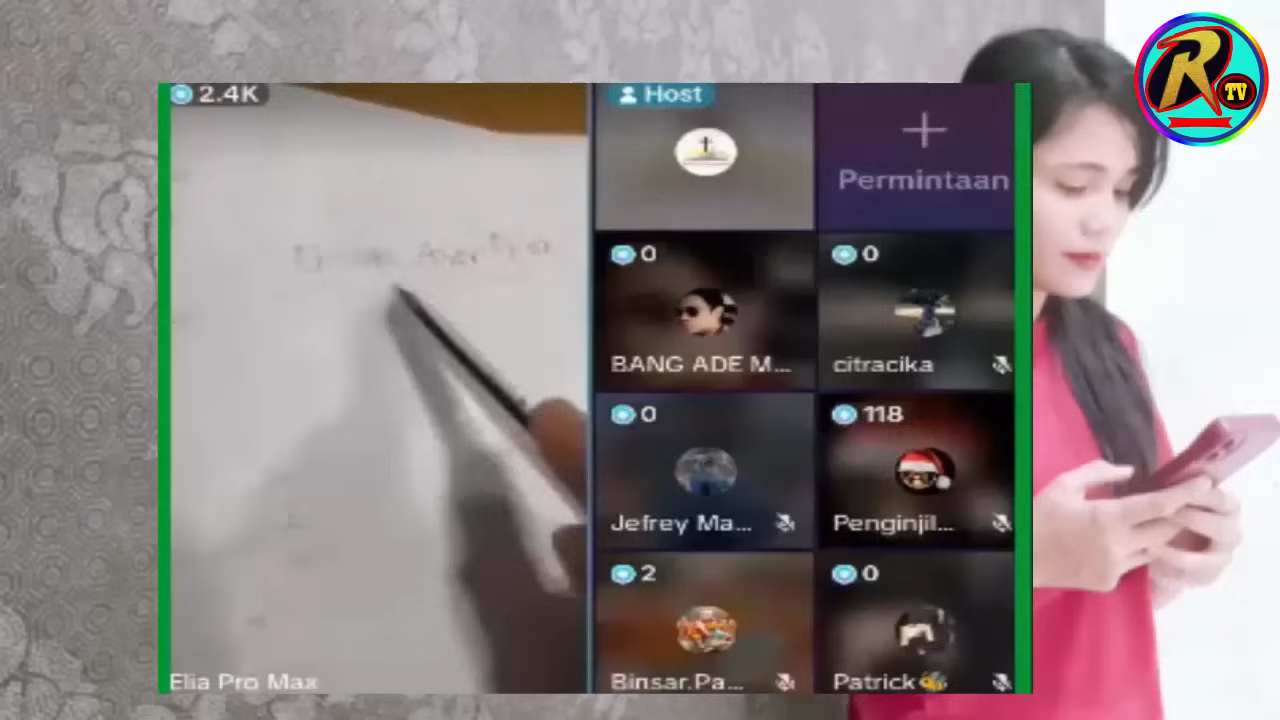 2.4K
Host
Permintaan
0
0
BANG ADE M...
citracika
0
118
Jefrey Ma...
Penginjil...
2
0
Elia Pro Max
Binsar.Pa...
Patrick
R
TV